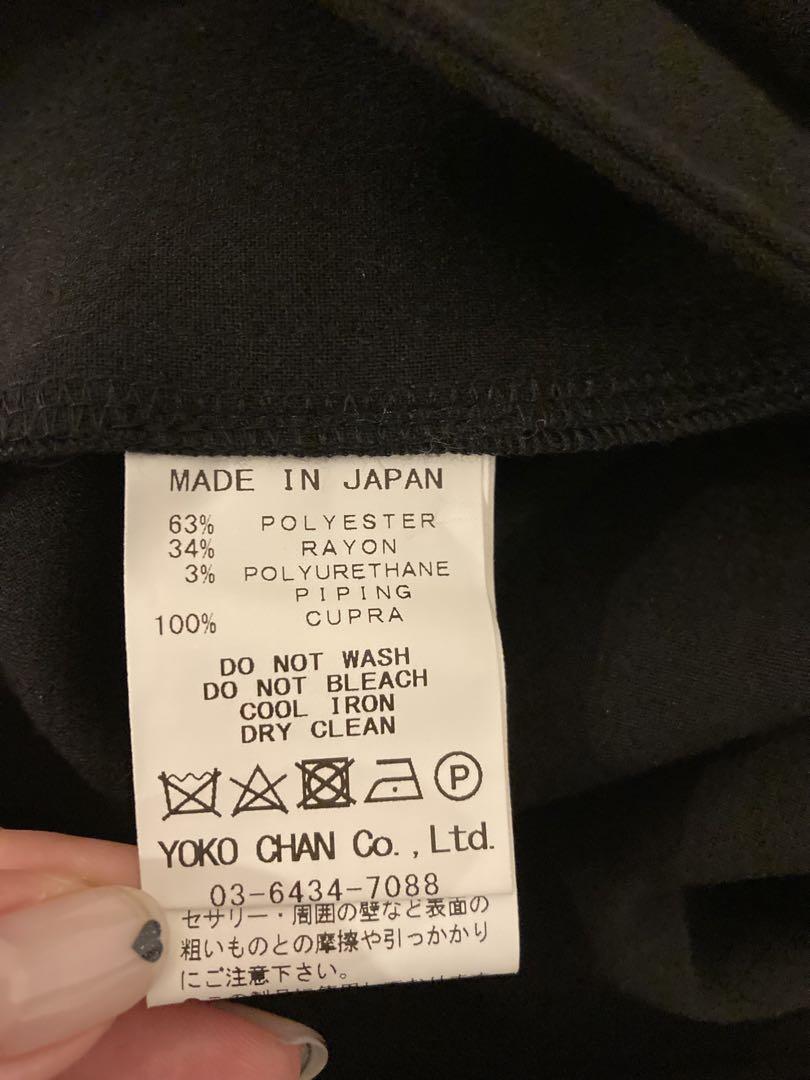 MADE IN JAPAN
63% POLYESTER
34% RAYON
3% POLYURETHANE
PIPING
100% CUPRA
DO NOT WASH
DO NOT BLEACH
COOL IRON
DRY CLEAN
P
YOKO CHAN Co., Ltd.
03-6434-7088
セサリー・周囲の壁など表面の
粗いものとの摩擦や引っかかり
にご注意下さい。